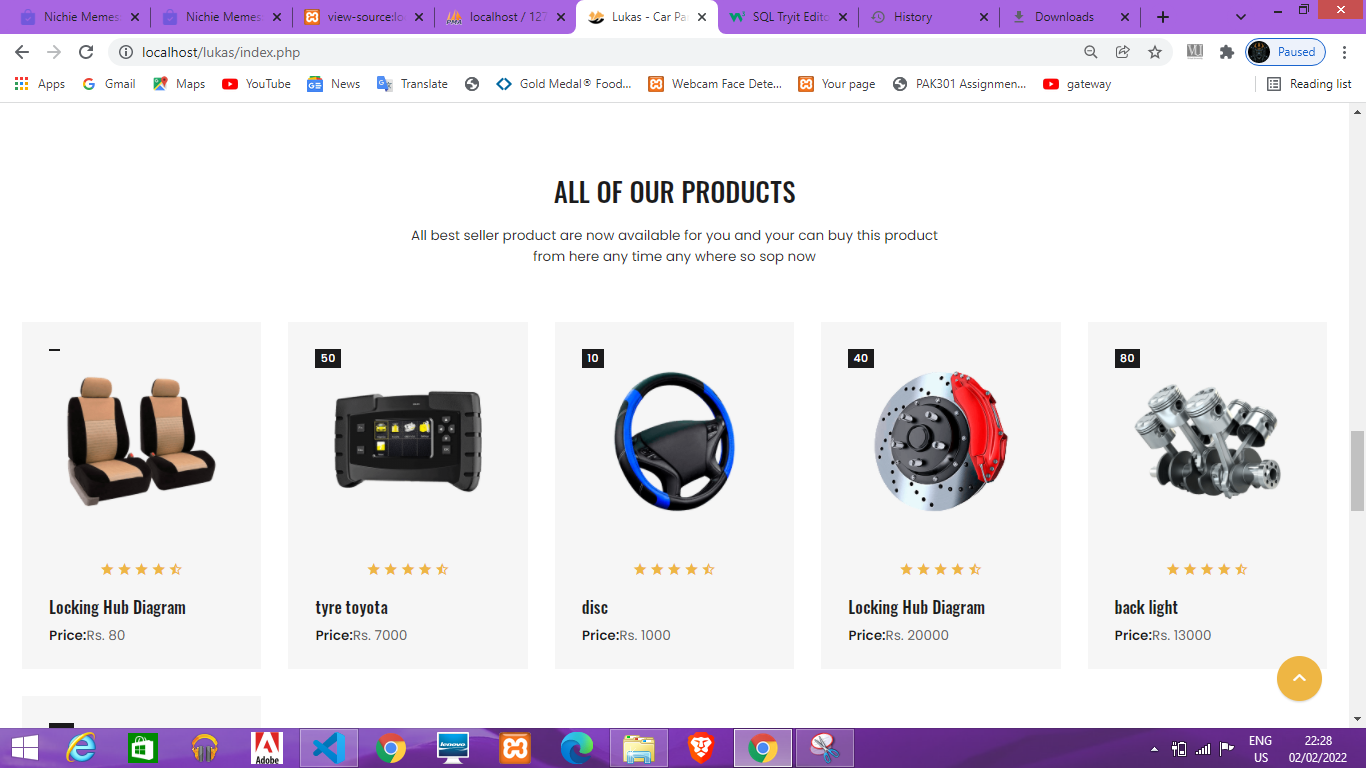 Nichie Memes
Nichie Memes
view-source:lo
localhost / 127
Lukas - Car Pa
SQL Tryit Edito
History
Downloads
localhost/lukas/index.php
Paused
Apps
Gmail
Maps
YouTube
News
Translate
Gold Medal® Food...
Webcam Face Dete...
Your page
PAK301 Assignmen...
gateway
Reading list
ALL OF OUR PRODUCTS
All best seller product are now available for you and your can buy this product
from here any time any where so sop now
Locking Hub Diagram
Price:Rs. 80
50
tyre toyota
Price:Rs. 7000
10
disc
Price:Rs. 1000
40
Locking Hub Diagram
Price:Rs. 20000
80
back light
Price:Rs. 13000
Adobe
lenovo
ENG
US
22:28
02/02/2022